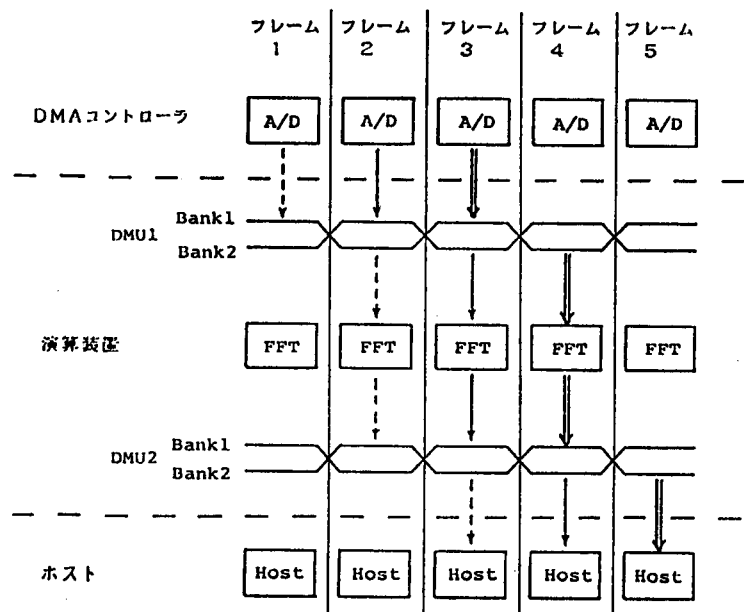 フレーム フレーム フレーム フレーム フレーム
1 2 3 4 5
DMAコントローラ A/D A/D A/D A/D A/D
Bank1
DMU1
Bank2
演算装置 FFT FFT FFT FFT FFT
Bank1
DMU2
Bank2
ホスト Host Host Host Host Host